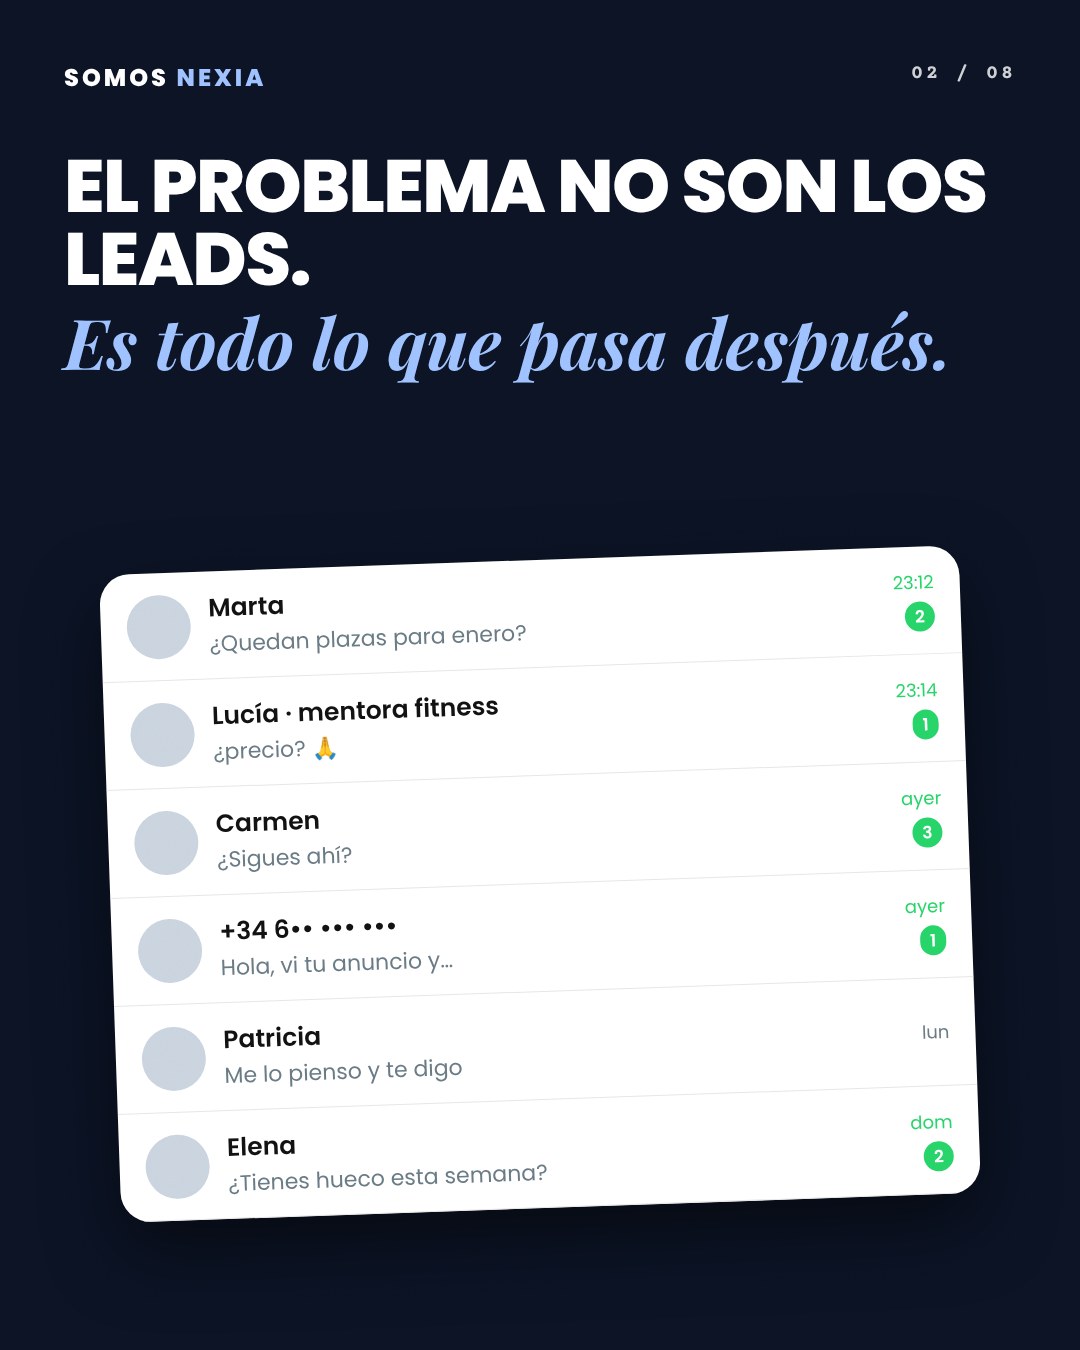 SOMOS NEXIA
02 / 08
EL PROBLEMA NO SON LOS
LEADS.
Es todo lo que pasa después.
Marta
23:12
¿Quedan plazas para enero?
2
Lucía · mentora fitness
23:14
¿precio? 🙏
1
Carmen
ayer
¿Sigues ahí?
3
+34 6•• ••• •••
ayer
Hola, vi tu anuncio y...
1
Patricia
lun
Me lo pienso y te digo
Elena
dom
¿Tienes hueco esta semana?
2